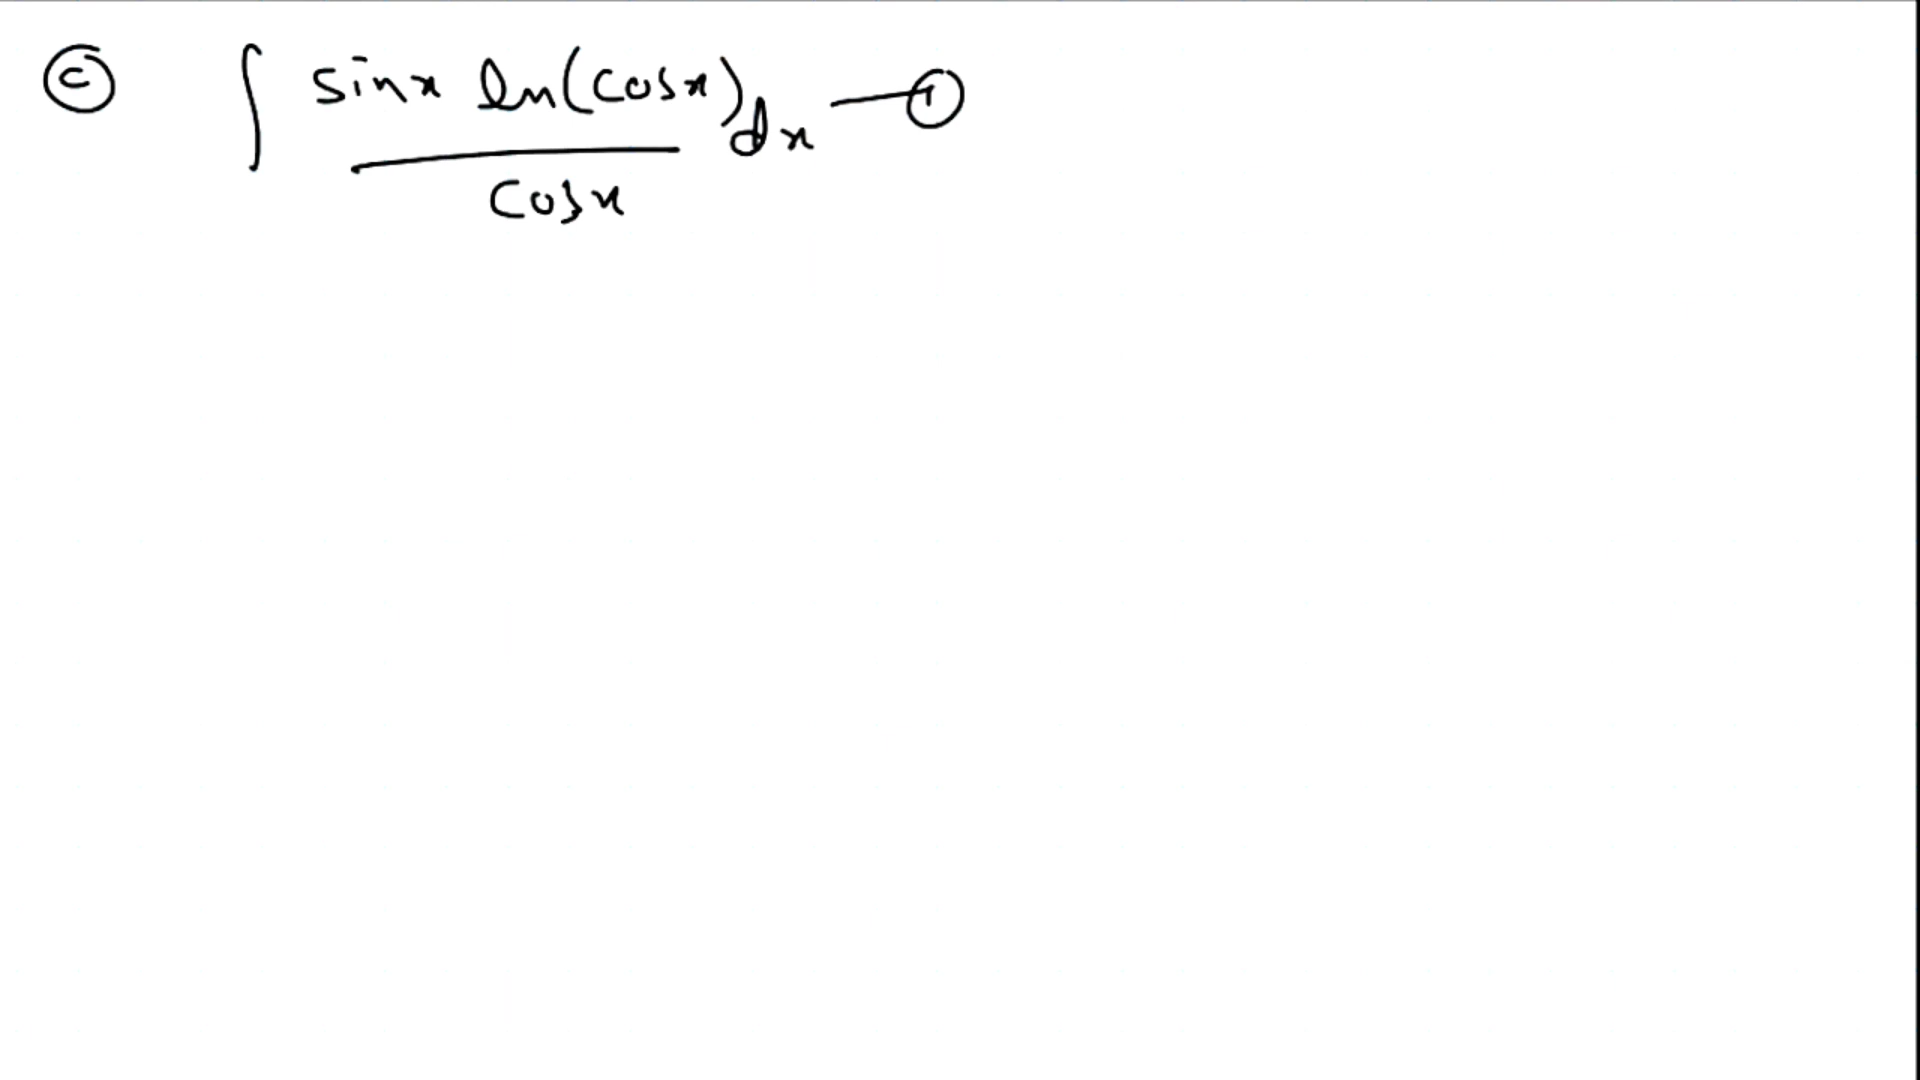 (c) ∫ sinx ln(cosx)/cosx dx — ①